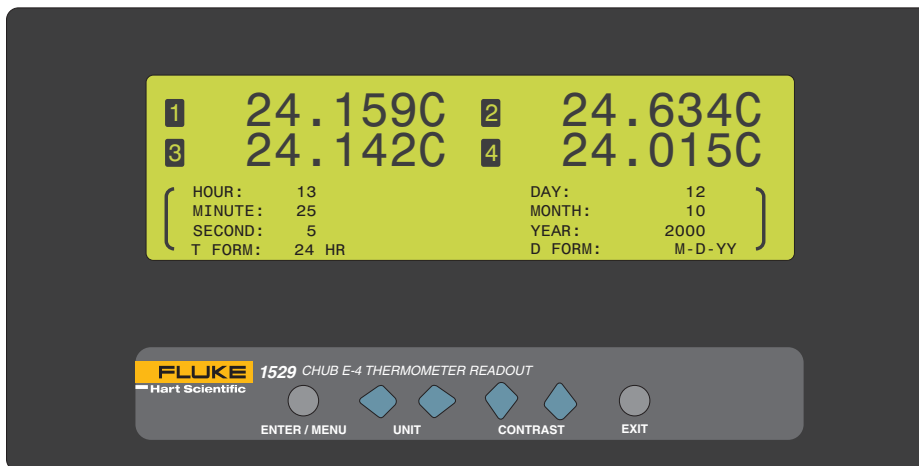 1 24.159C 2 24.634C
3 24.142C 4 24.015C
HOUR: 13 DAY: 12
MINUTE: 25 MONTH: 10
SECOND: 5 YEAR: 2000
T FORM: 24 HR D FORM: M-D-YY
FLUKE 1529 CHUB E-4 THERMOMETER READOUT
Hart Scientific
ENTER / MENU UNIT CONTRAST EXIT